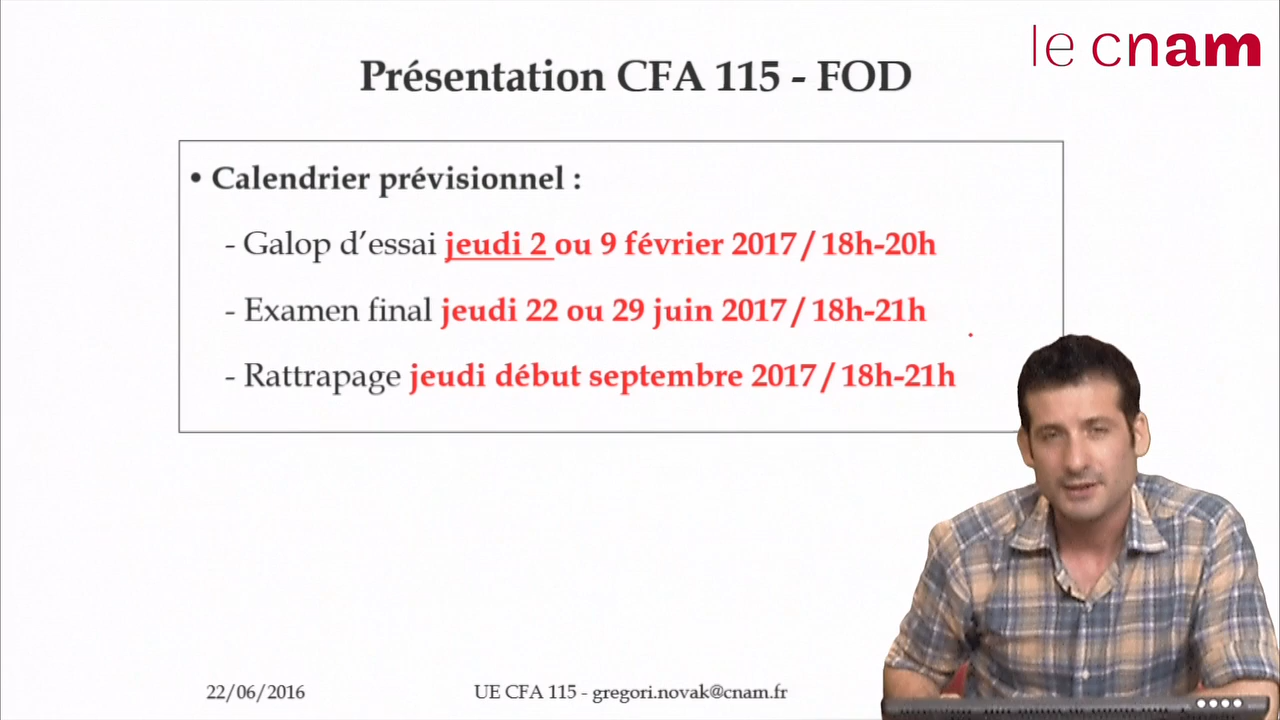 le cnam
Présentation CFA 115 - FOD
• Calendrier prévisionnel :
- Galop d’essai jeudi 2 ou 9 février 2017 / 18h-20h
- Examen final jeudi 22 ou 29 juin 2017 / 18h-21h
- Rattrapage jeudi début septembre 2017 / 18h-21h
22/06/2016
UE CFA 115 - gregori.novak@cnam.fr